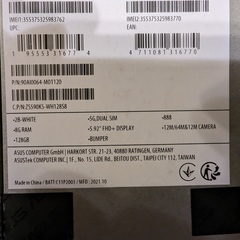 IMEI1:355375325983762 IMEI2:355375325983770
UPC: EAN:
1 95553 31677 4 4 711081 316770
P/N:90AI0064-M01120
C.P/N:ZS590KS-WH128S8
•2B-WHITE •5G,DUAL SIM •888
•8G RAM •5.92" FHD+ DISPLAY •12M/64M&12M CAMERA
•128GB •BUMPER
ASUS COMPUTER GmbH | HARKORT STR. 21-23, 40880 RATINGEN, GERMANY
ASUSTek COMPUTER INC | 1F., No. 15, LIDE RD., BEITOU DIST., TAIPEI CITY 112, TAIWAN
Made in China / BATT:C11P2003 / MFD : 2021.10